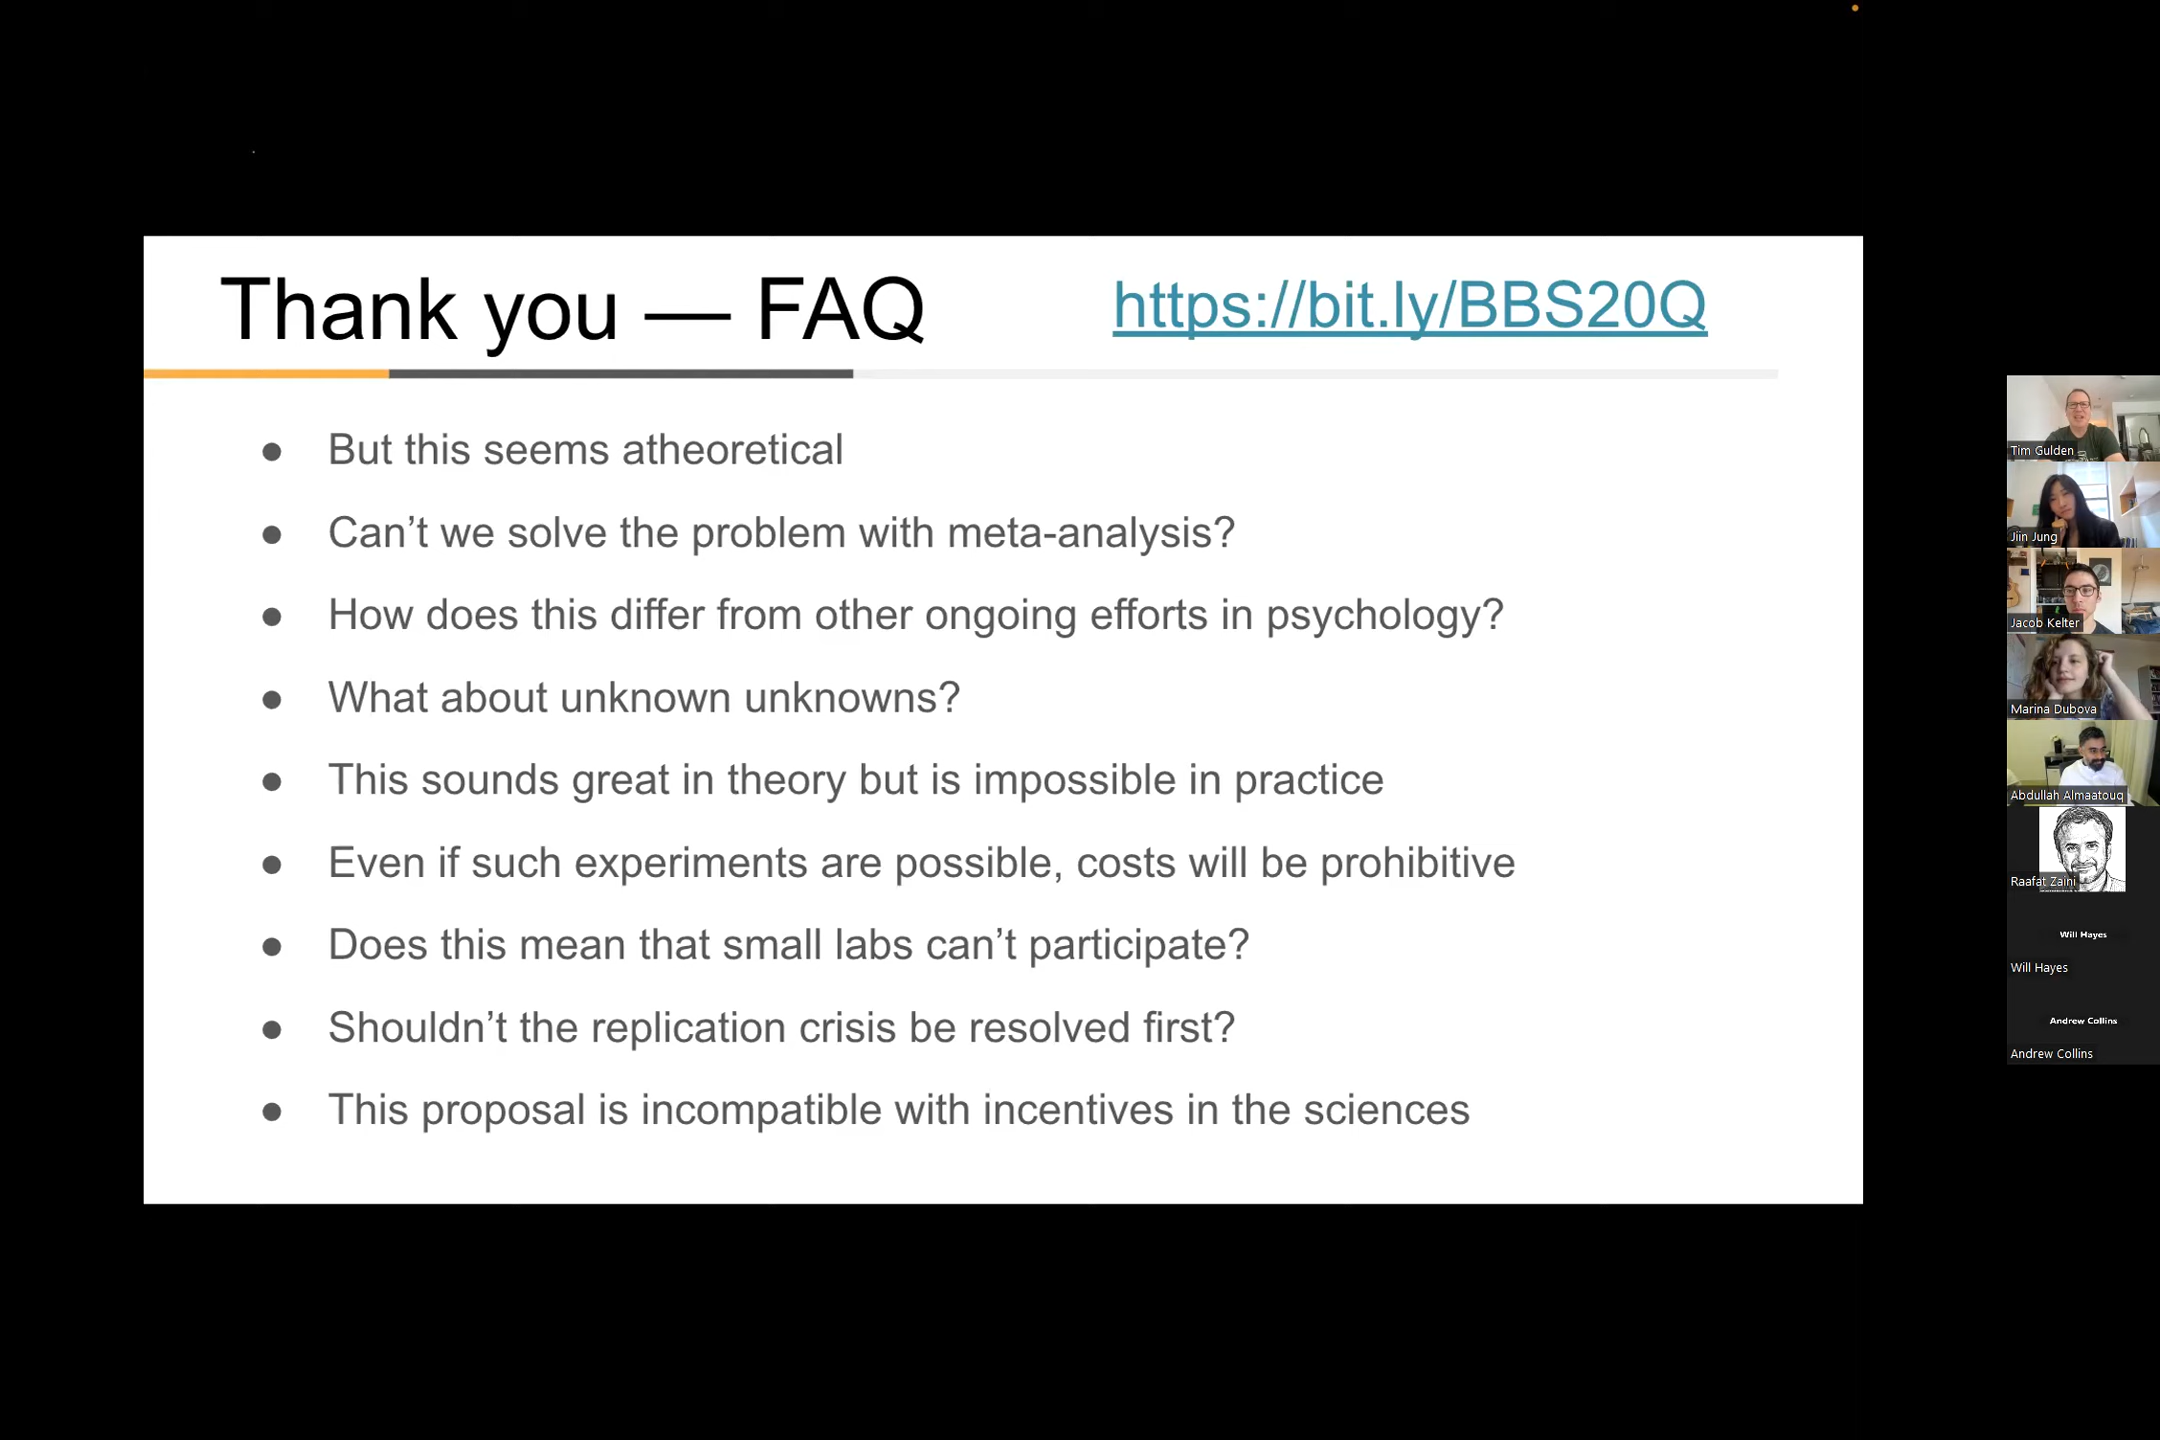 Thank you — FAQ
https://bit.ly/BBS20Q
But this seems atheoretical
Can’t we solve the problem with meta-analysis?
How does this differ from other ongoing efforts in psychology?
What about unknown unknowns?
This sounds great in theory but is impossible in practice
Even if such experiments are possible, costs will be prohibitive
Does this mean that small labs can’t participate?
Shouldn’t the replication crisis be resolved first?
This proposal is incompatible with incentives in the sciences
Tim Gulden
Jiin Jung
Jacob Kelter
Marina Dubova
Abdullah Almaatouq
Raafat Zaini
Will Hayes
Will Hayes
Andrew Collins
Andrew Collins